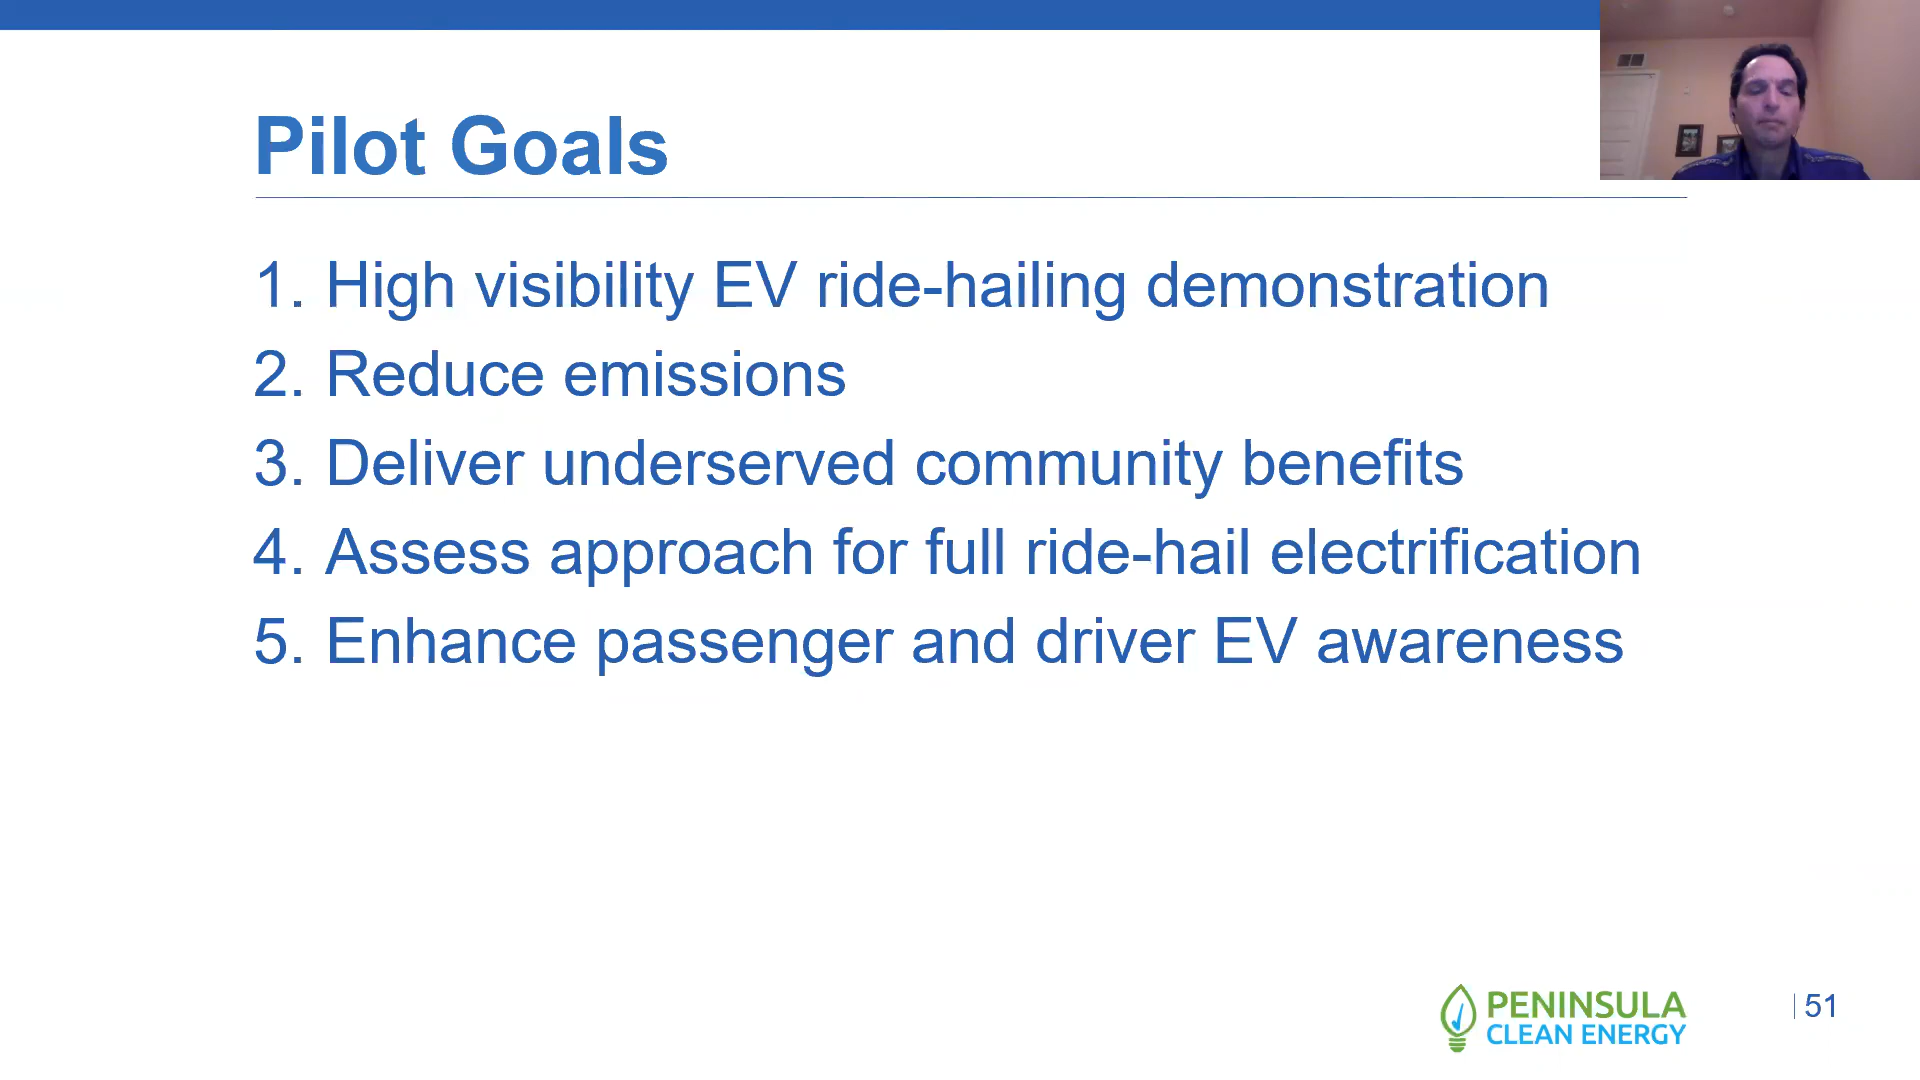 Pilot Goals
1. High visibility EV ride-hailing demonstration
2. Reduce emissions
3. Deliver underserved community benefits
4. Assess approach for full ride-hail electrification
5. Enhance passenger and driver EV awareness
PENINSULA
CLEAN ENERGY
51